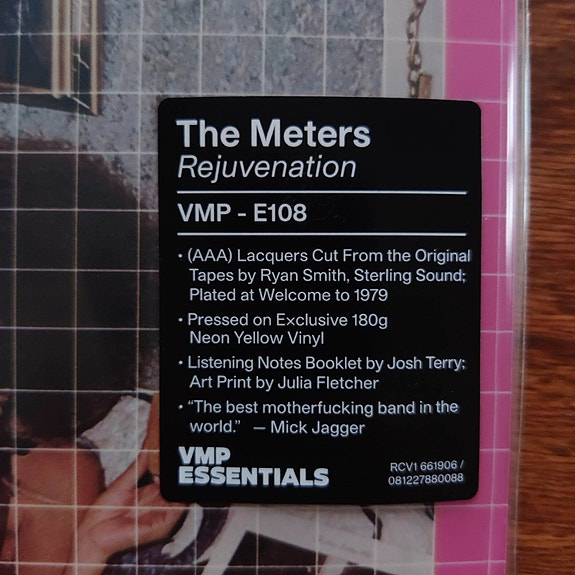 The Meters
Rejuvenation
VMP - E108
• (AAA) Lacquers Cut From the Original
Tapes by Ryan Smith, Sterling Sound;
Plated at Welcome to 1979
• Pressed on Exclusive 180g
Neon Yellow Vinyl
• Listening Notes Booklet by Josh Terry;
Art Print by Julia Fletcher
• “The best motherfucking band in the
world.” — Mick Jagger
VMP
ESSENTIALS
RCV1 661906 /
081227880088